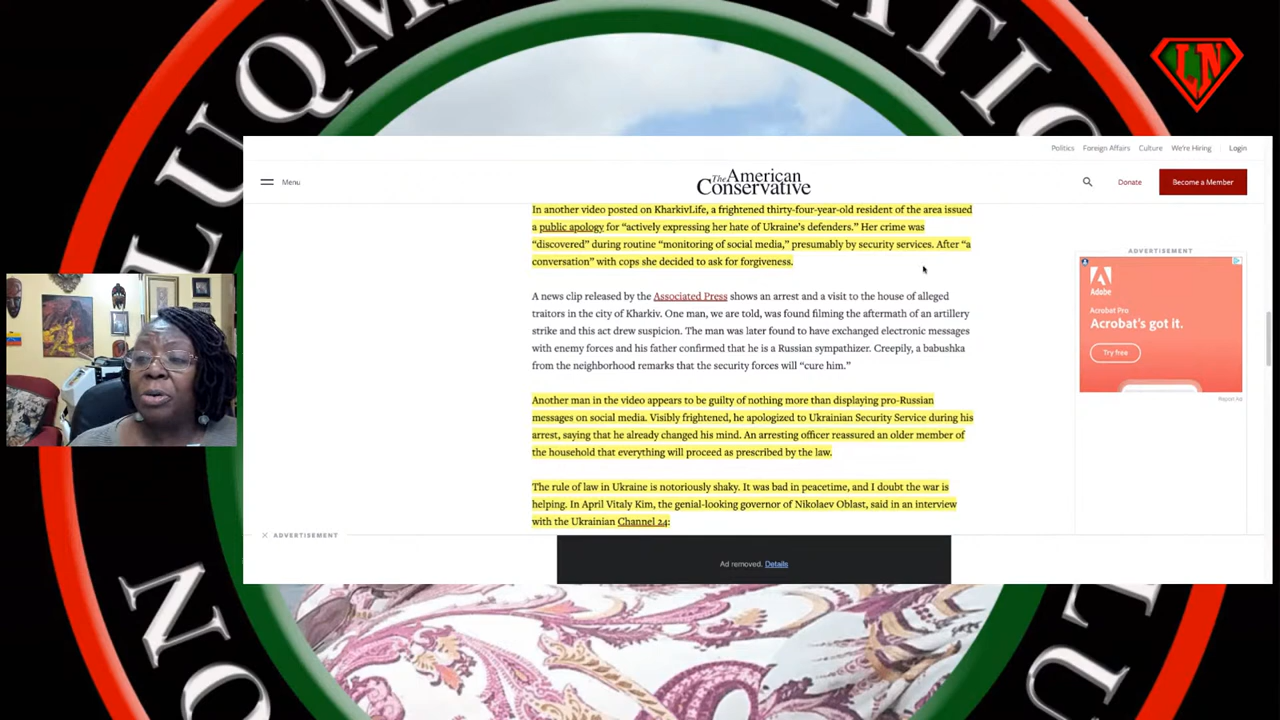 LUQM
ATIO
LN
Politics Foreign Affairs Culture We're Hiring Login
Menu
The American Conservative
Donate
Become a Member
In another video posted on KharkivLife, a frightened thirty-four-year-old resident of the area issued
a public apology for “actively expressing her hate of Ukraine's defenders.” Her crime was
“discovered” during routine “monitoring of social media,” presumably by security services. After “a
conversation” with cops she decided to ask for forgiveness.
A news clip released by the Associated Press shows an arrest and a visit to the house of alleged
traitors in the city of Kharkiv. One man, we are told, was found filming the aftermath of an artillery
strike and this act drew suspicion. The man was later found to have exchanged electronic messages
with enemy forces and his father confirmed that he is a Russian sympathizer. Creepily, a babushka
from the neighborhood remarks that the security forces will “cure him.”
Another man in the video appears to be guilty of nothing more than displaying pro-Russian
messages on social media. Visibly frightened, he apologized to Ukrainian Security Service during his
arrest, saying that he already changed his mind. An arresting officer reassured an older member of
the household that everything will proceed as prescribed by the law.
The rule of law in Ukraine is notoriously shaky. It was bad in peacetime, and I doubt the war is
helping. In April Vitaly Kim, the genial-looking governor of Nikolaev Oblast, said in an interview
with the Ukrainian Channel 24:
ADVERTISEMENT
Adobe
Acrobat Pro
Acrobat's got it.
Try free
Report Ad
× ADVERTISEMENT
Ad removed. Details